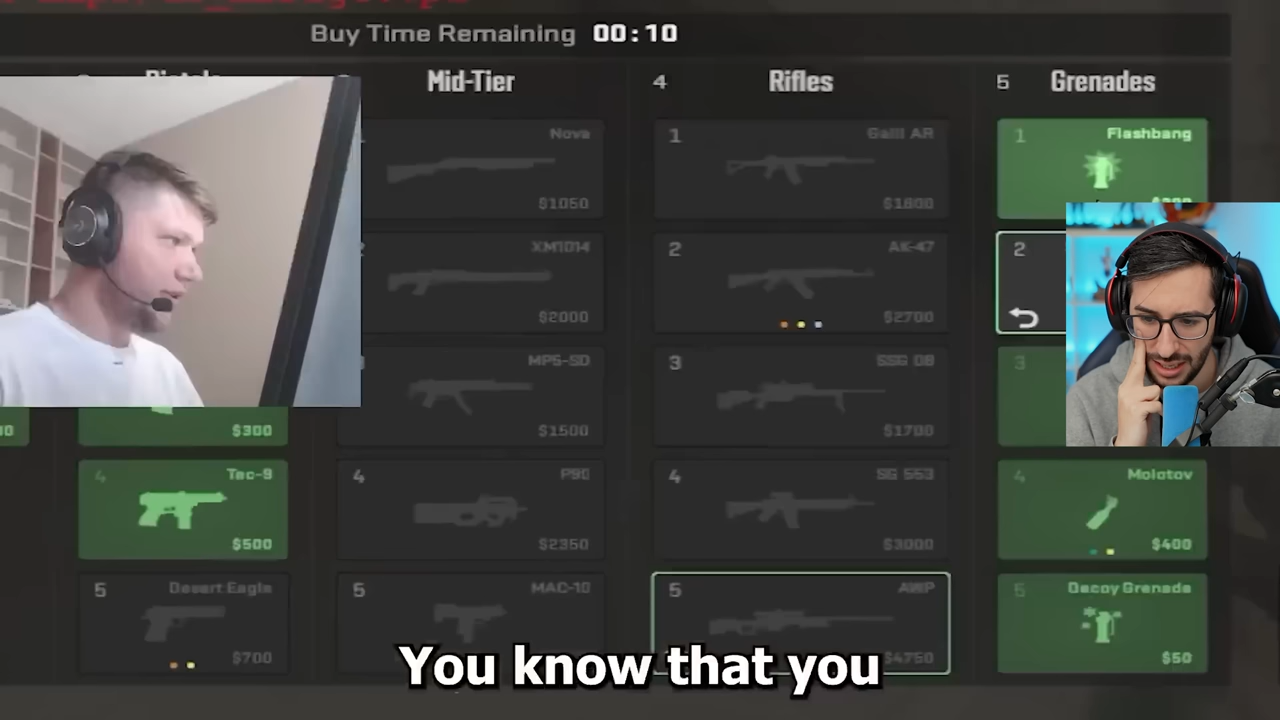 Buy Time Remaining 00:10
Mid-Tier
4 Rifles
5 Grenades
Nova
$1050
1 Galil AR
$1800
1 Flashbang
XM1014
$2000
2 AK-47
$2700
2
MP5-SD
$1500
3 SSG 08
$1700
3
$300
4 Tec-9
$500
4 P90
$2350
4 SG 553
$3000
4 Molotov
$400
5 Desert Eagle
$700
5 MAC-10
5 AWP
$4750
5 Decoy Grenade
$50
You know that you